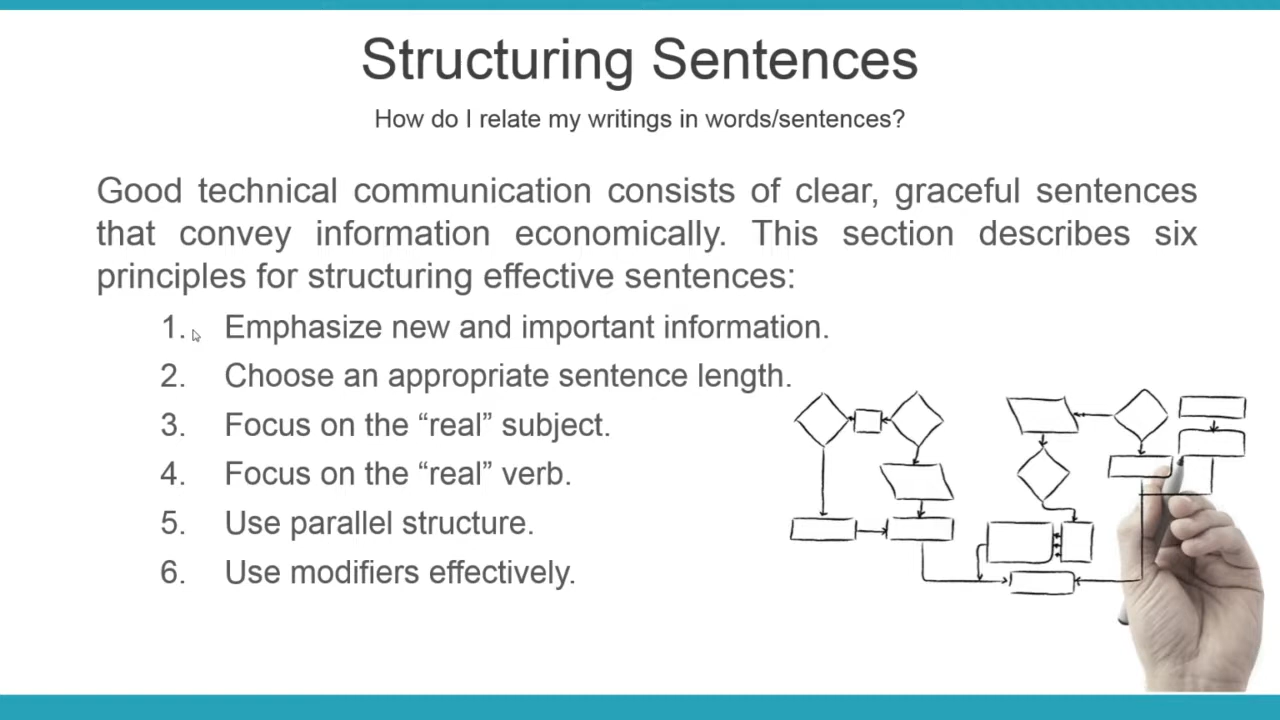 Structuring Sentences
How do I relate my writings in words/sentences?
Good technical communication consists of clear, graceful sentences
that convey information economically. This section describes six
principles for structuring effective sentences:
1. Emphasize new and important information.
2. Choose an appropriate sentence length.
3. Focus on the “real” subject.
4. Focus on the “real” verb.
5. Use parallel structure.
6. Use modifiers effectively.